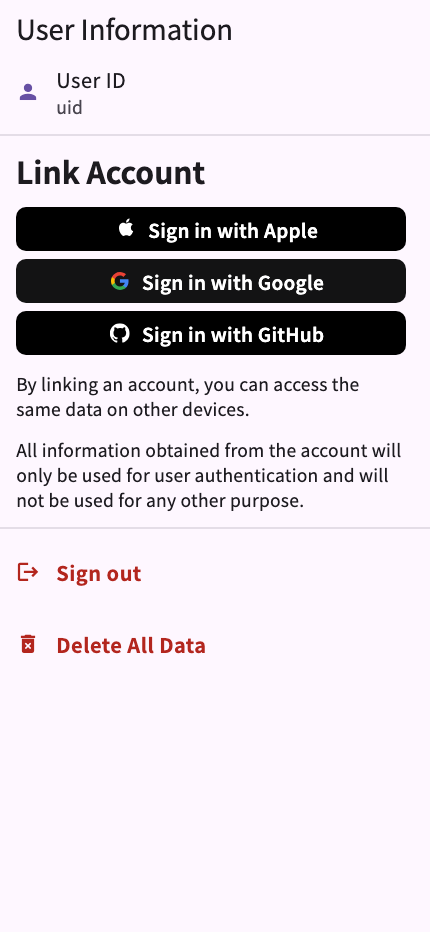 User Information
User ID
uid
Link Account
Sign in with Apple
Sign in with Google
Sign in with GitHub
By linking an account, you can access the
same data on other devices.
All information obtained from the account will
only be used for user authentication and will
not be used for any other purpose.
Sign out
Delete All Data